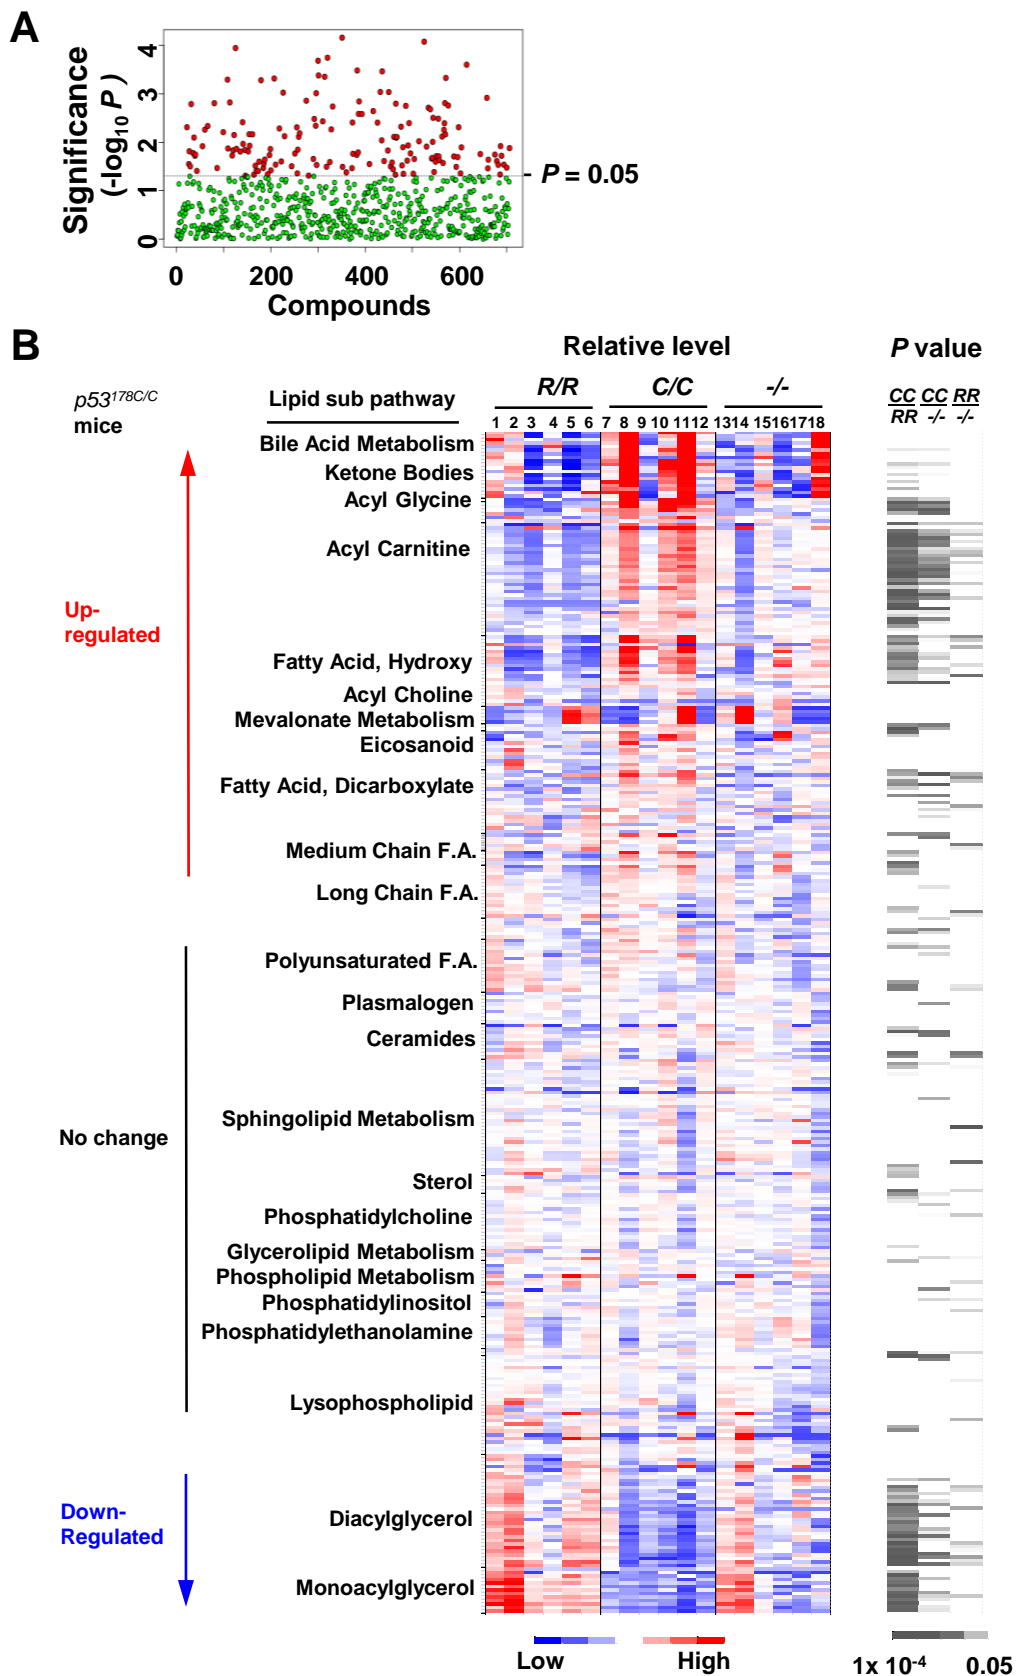 A
Significance
(-log10 P)
4
3
2
1
0
P = 0.05
0 200 400 600
Compounds
B
Relative level
P value
p53178C/C
mice
Lipid sub pathway
R/R C/C -/-
CC CC RR
RR -/- -/-
1 2 3 4 5 6 7 8 9 10 11 12 13 14 15 16 17 18
Bile Acid Metabolism
Ketone Bodies
Acyl Glycine
Acyl Carnitine
Up-
regulated
Fatty Acid, Hydroxy
Acyl Choline
Mevalonate Metabolism
Eicosanoid
Fatty Acid, Dicarboxylate
Medium Chain F.A.
Long Chain F.A.
Polyunsaturated F.A.
Plasmalogen
Ceramides
Sphingolipid Metabolism
No change
Sterol
Phosphatidylcholine
Glycerolipid Metabolism
Phospholipid Metabolism
Phosphatidylinositol
Phosphatidylethanolamine
Lysophospholipid
Down-
Regulated
Diacylglycerol
Monoacylglycerol
Low High
1x 10-4 0.05